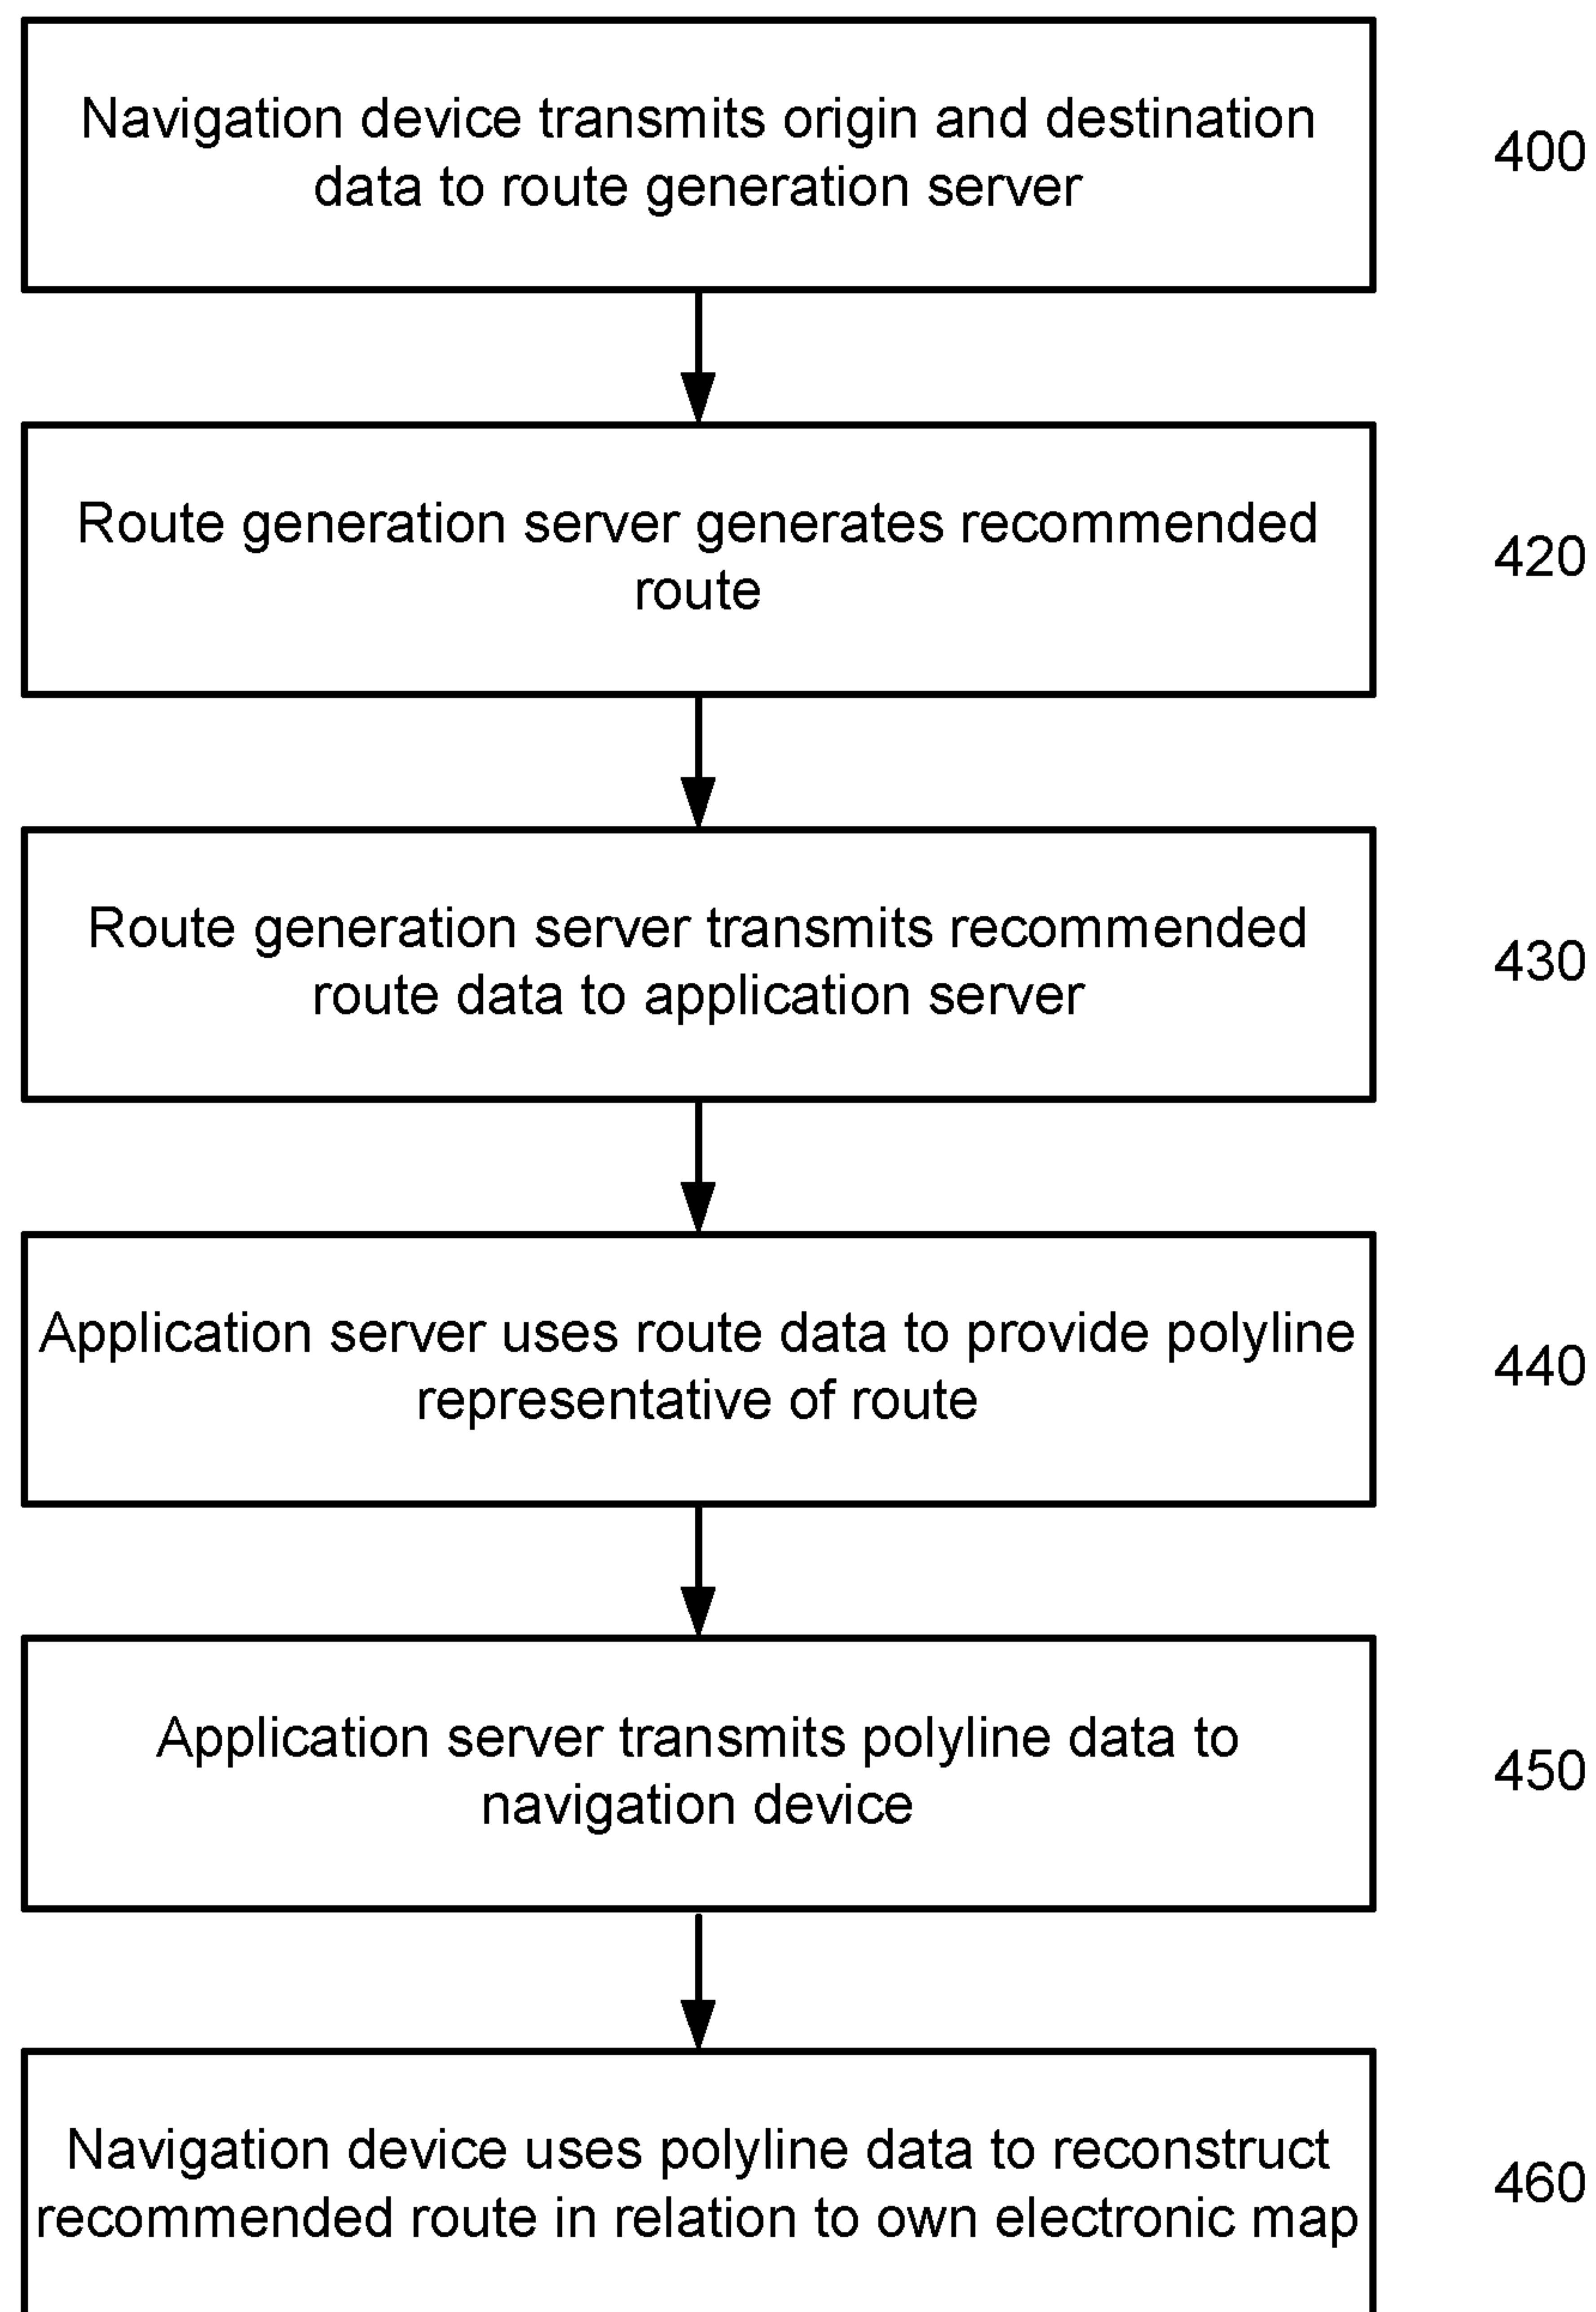 Navigation device transmits origin and destination
data to route generation server
400
Route generation server generates recommended
route
420
Route generation server transmits recommended
route data to application server
430
Application server uses route data to provide polyline
representative of route
440
Application server transmits polyline data to
navigation device
450
Navigation device uses polyline data to reconstruct
recommended route in relation to own electronic map
460